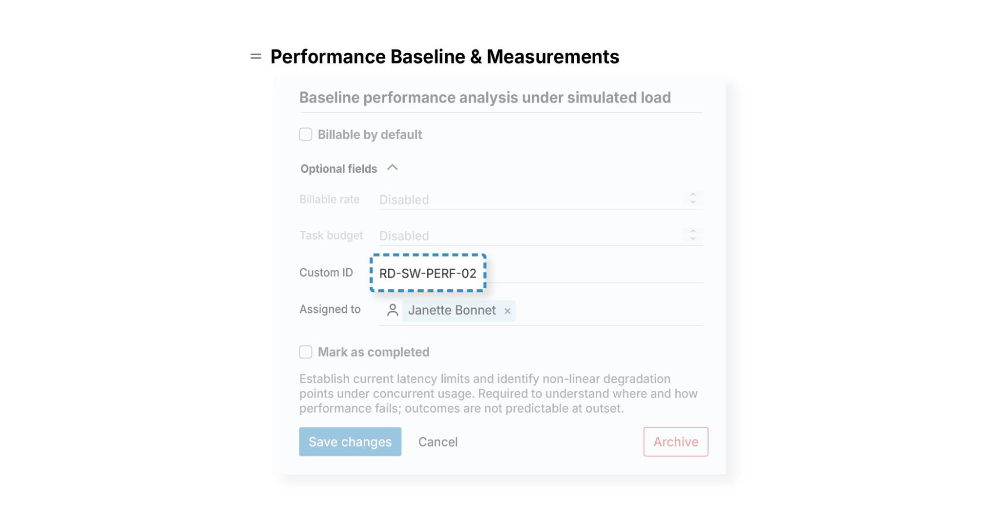 Performance Baseline & Measurements
Baseline performance analysis under simulated load
Billable by default
Optional fields
Billable rate Disabled
Task budget Disabled
Custom ID RD-SW-PERF-02
Assigned to Janette Bonnet ×
Mark as completed
Establish current latency limits and identify non-linear degradation
points under concurrent usage. Required to understand where and how
performance fails; outcomes are not predictable at outset.
Save changes Cancel Archive